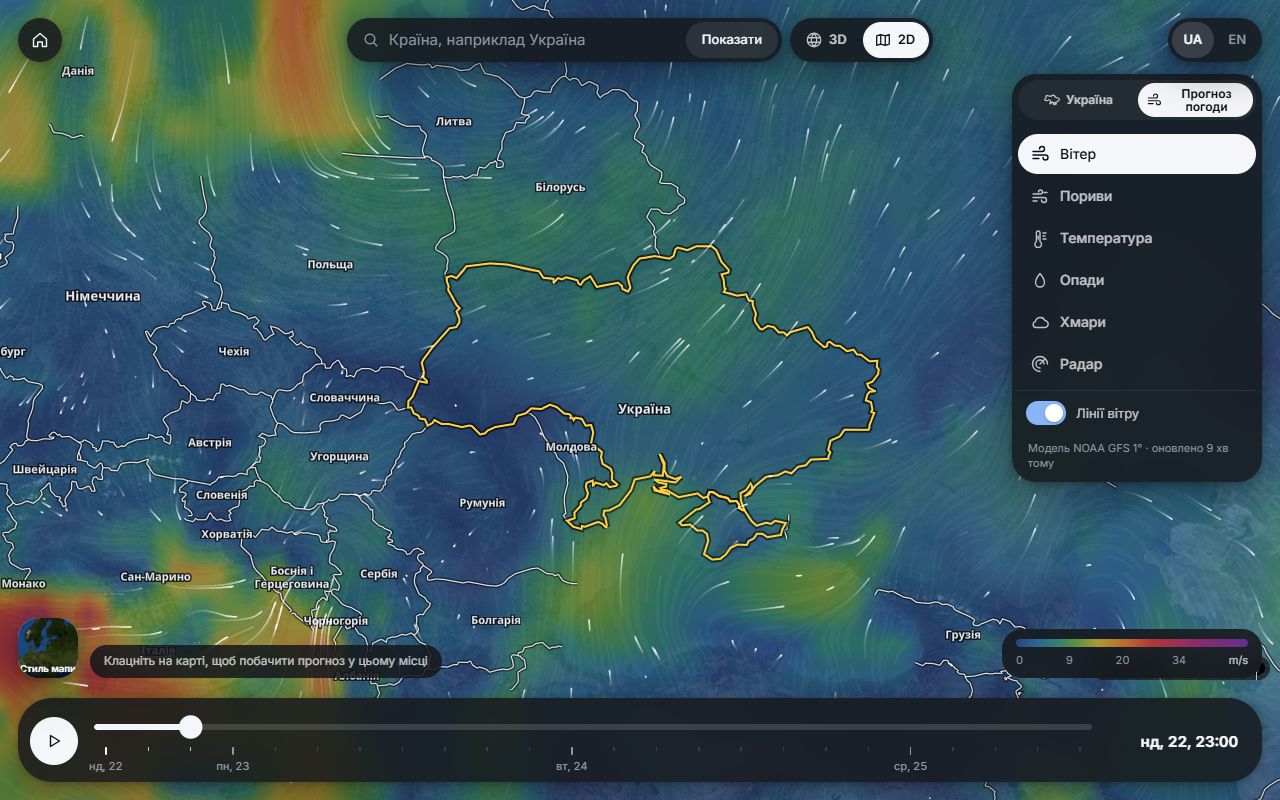 Країна, наприклад Україна
Показати
3D
2D
UA
EN
Україна
Прогноз
погоди
Вітер
Пориви
Температура
Опади
Хмари
Радар
Лінії вітру
Модель NOAA GFS 1° · оновлено 9 хв
тому
Данія
Литва
Білорусь
Польща
Німеччина
бург
Чехія
Словаччина
Україна
Австрія
Молдова
Угорщина
Швейцарія
Словенія
Румунія
Хорватія
Сан-Марино
Боснія і
Герцеговина
Сербія
Монако
Чорногорія
Болгарія
Грузія
Італія
Албанія
Стиль мапи
Клацніть на карті, щоб побачити прогноз у цьому місці
0 9 20 34 m/s
нд, 22 пн, 23 вт, 24 ср, 25
нд, 22, 23:00